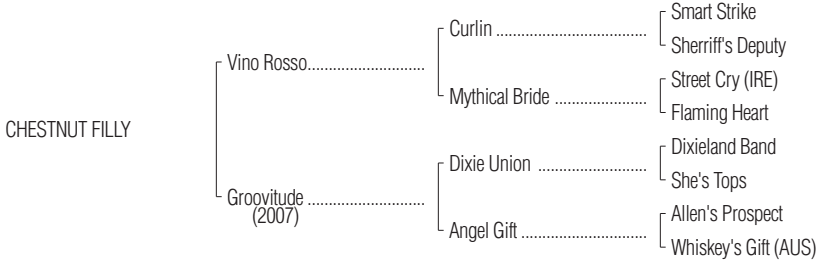 CHESTNUT FILLY
Vino Rosso..........................
Groovitude ..........................
(2007)
Curlin ..................................
Mythical Bride .....................
Dixie Union .........................
Angel Gift ............................
Smart Strike
Sherriff's Deputy
Street Cry (IRE)
Flaming Heart
Dixieland Band
She's Tops
Allen's Prospect
Whiskey's Gift (AUS)